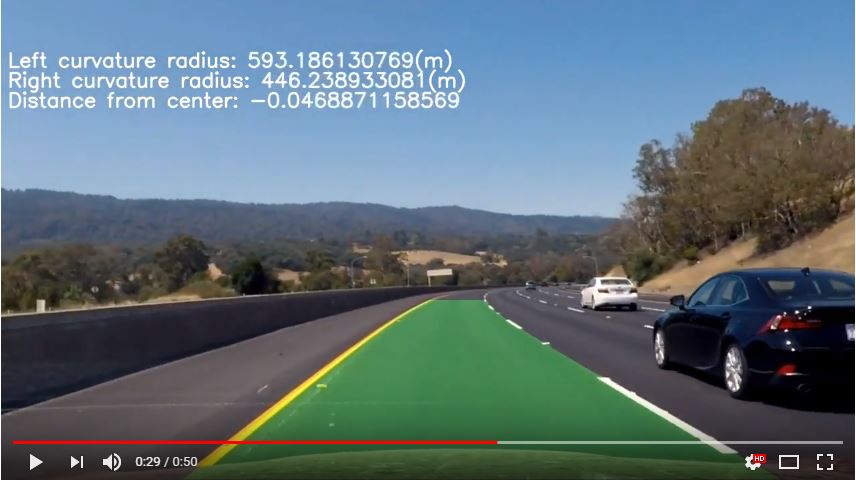 Left curvature radius: 593.186130769(m)
Right curvature radius: 446.238933081(m)
Distance from center: −0.0468871158569
0:29 / 0:50
HD